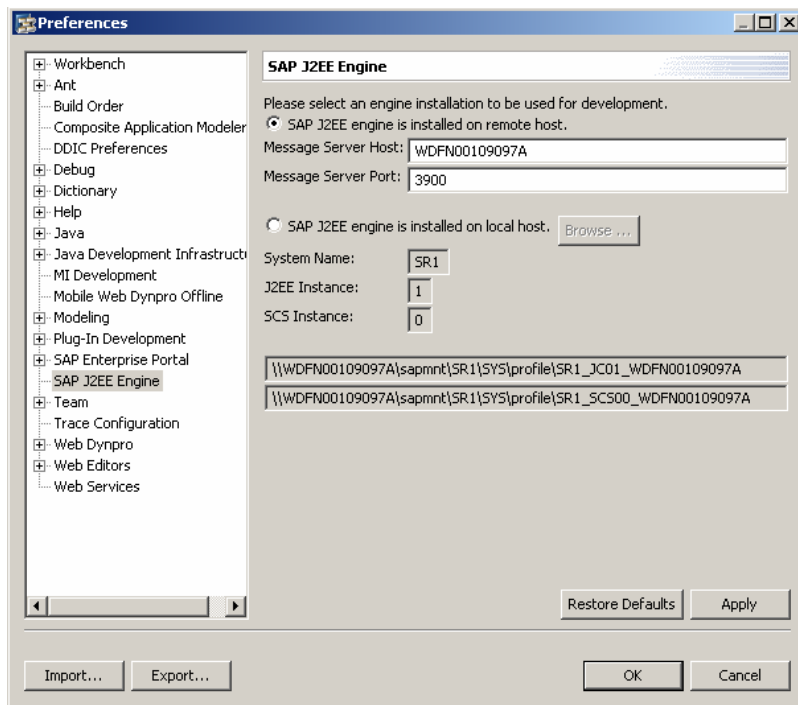 Preferences
Workbench
Ant
Build Order
Composite Application Modeler
DDIC Preferences
Debug
Dictionary
Help
Java
Java Development Infrastructu
MI Development
Mobile Web Dynpro Offline
Modeling
Plug-In Development
SAP Enterprise Portal
SAP J2EE Engine
Team
Trace Configuration
Web Dynpro
Web Editors
Web Services
SAP J2EE Engine
Please select an engine installation to be used for development.
SAP J2EE engine is installed on remote host.
Message Server Host: WDFN00109097A
Message Server Port: 3900
SAP J2EE engine is installed on local host. Browse ...
System Name: SR1
J2EE Instance: 1
SCS Instance: 0
\\WDFN00109097A\sapmnt\SR1\SYS\profile\SR1_JC01_WDFN00109097A
\\WDFN00109097A\sapmnt\SR1\SYS\profile\SR1_SCS00_WDFN00109097A
Restore Defaults Apply
Import... Export... OK Cancel